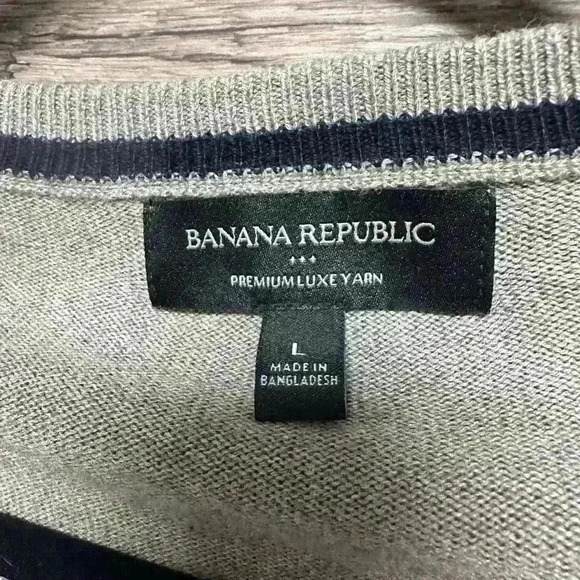 BANANA REPUBLIC
PREMIUM LUXE YARN
L
MADE IN
BANGLADESH